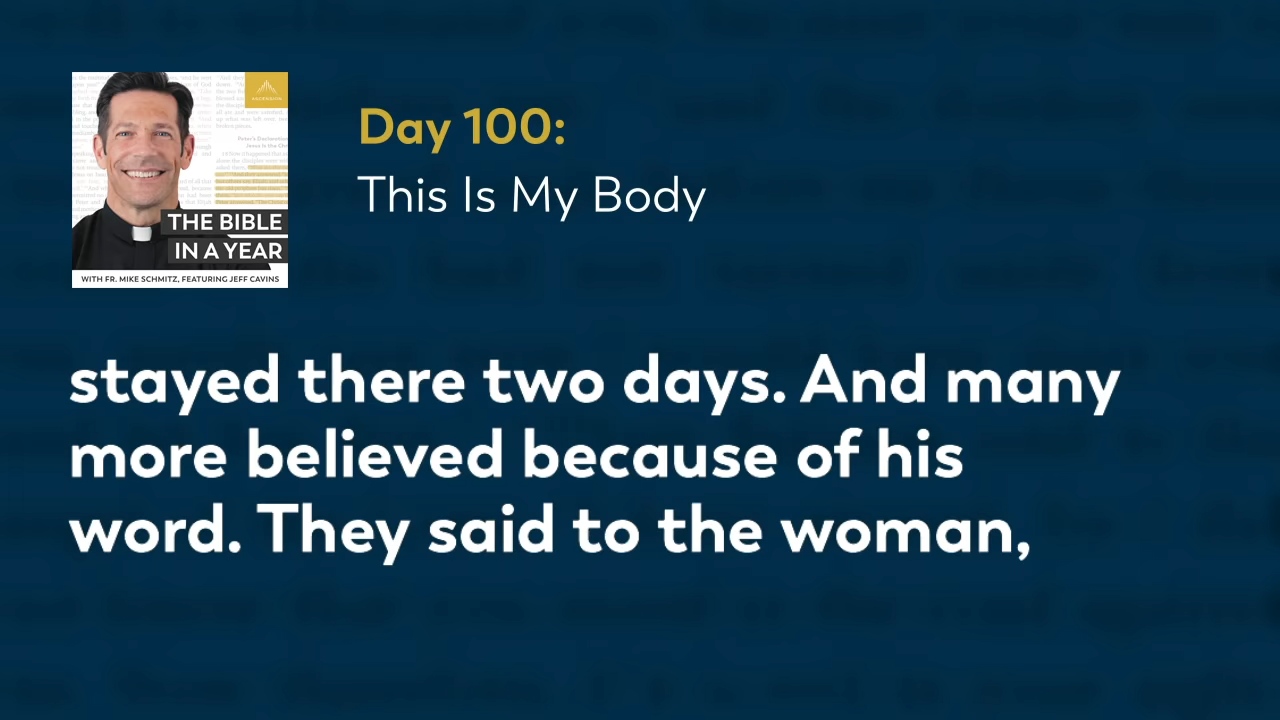 ASCENSION
THE BIBLE
IN A YEAR
WITH FR. MIKE SCHMITZ, FEATURING JEFF CAVINS
Day 100:
This Is My Body
stayed there two days. And many
more believed because of his
word. They said to the woman,